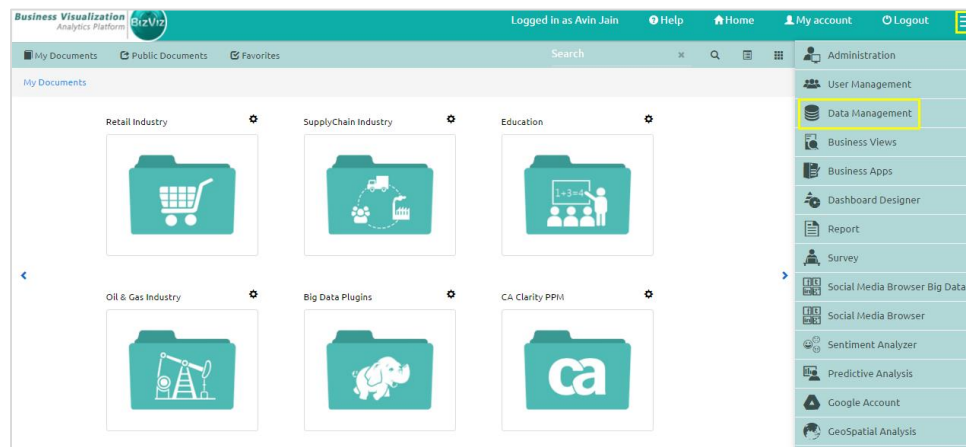 Business Visualization
Analytics Platform
BizViz
Logged in as Avin Jain
Help
Home
My account
Logout
My Documents
Public Documents
Favorites
Search
My Documents
Administration
User Management
Data Management
Business Views
Business Apps
Dashboard Designer
Report
Survey
Social Media Browser Big Data
Social Media Browser
Sentiment Analyzer
Predictive Analysis
Google Account
GeoSpatial Analysis
Retail Industry
SupplyChain Industry
Education
1+3=4
Oil & Gas Industry
Big Data Plugins
CA Clarity PPM
ca